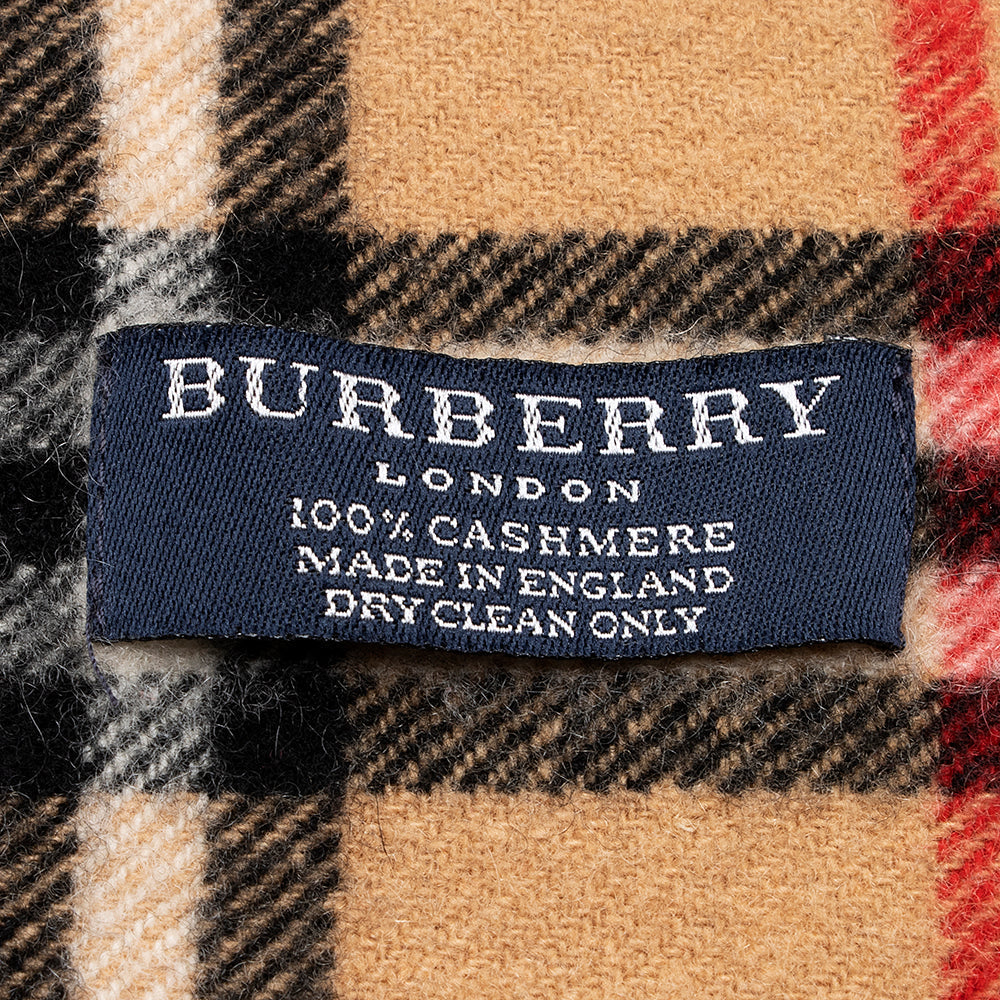 BURBERRY
LONDON
100% CASHMERE
MADE IN ENGLAND
DRY CLEAN ONLY